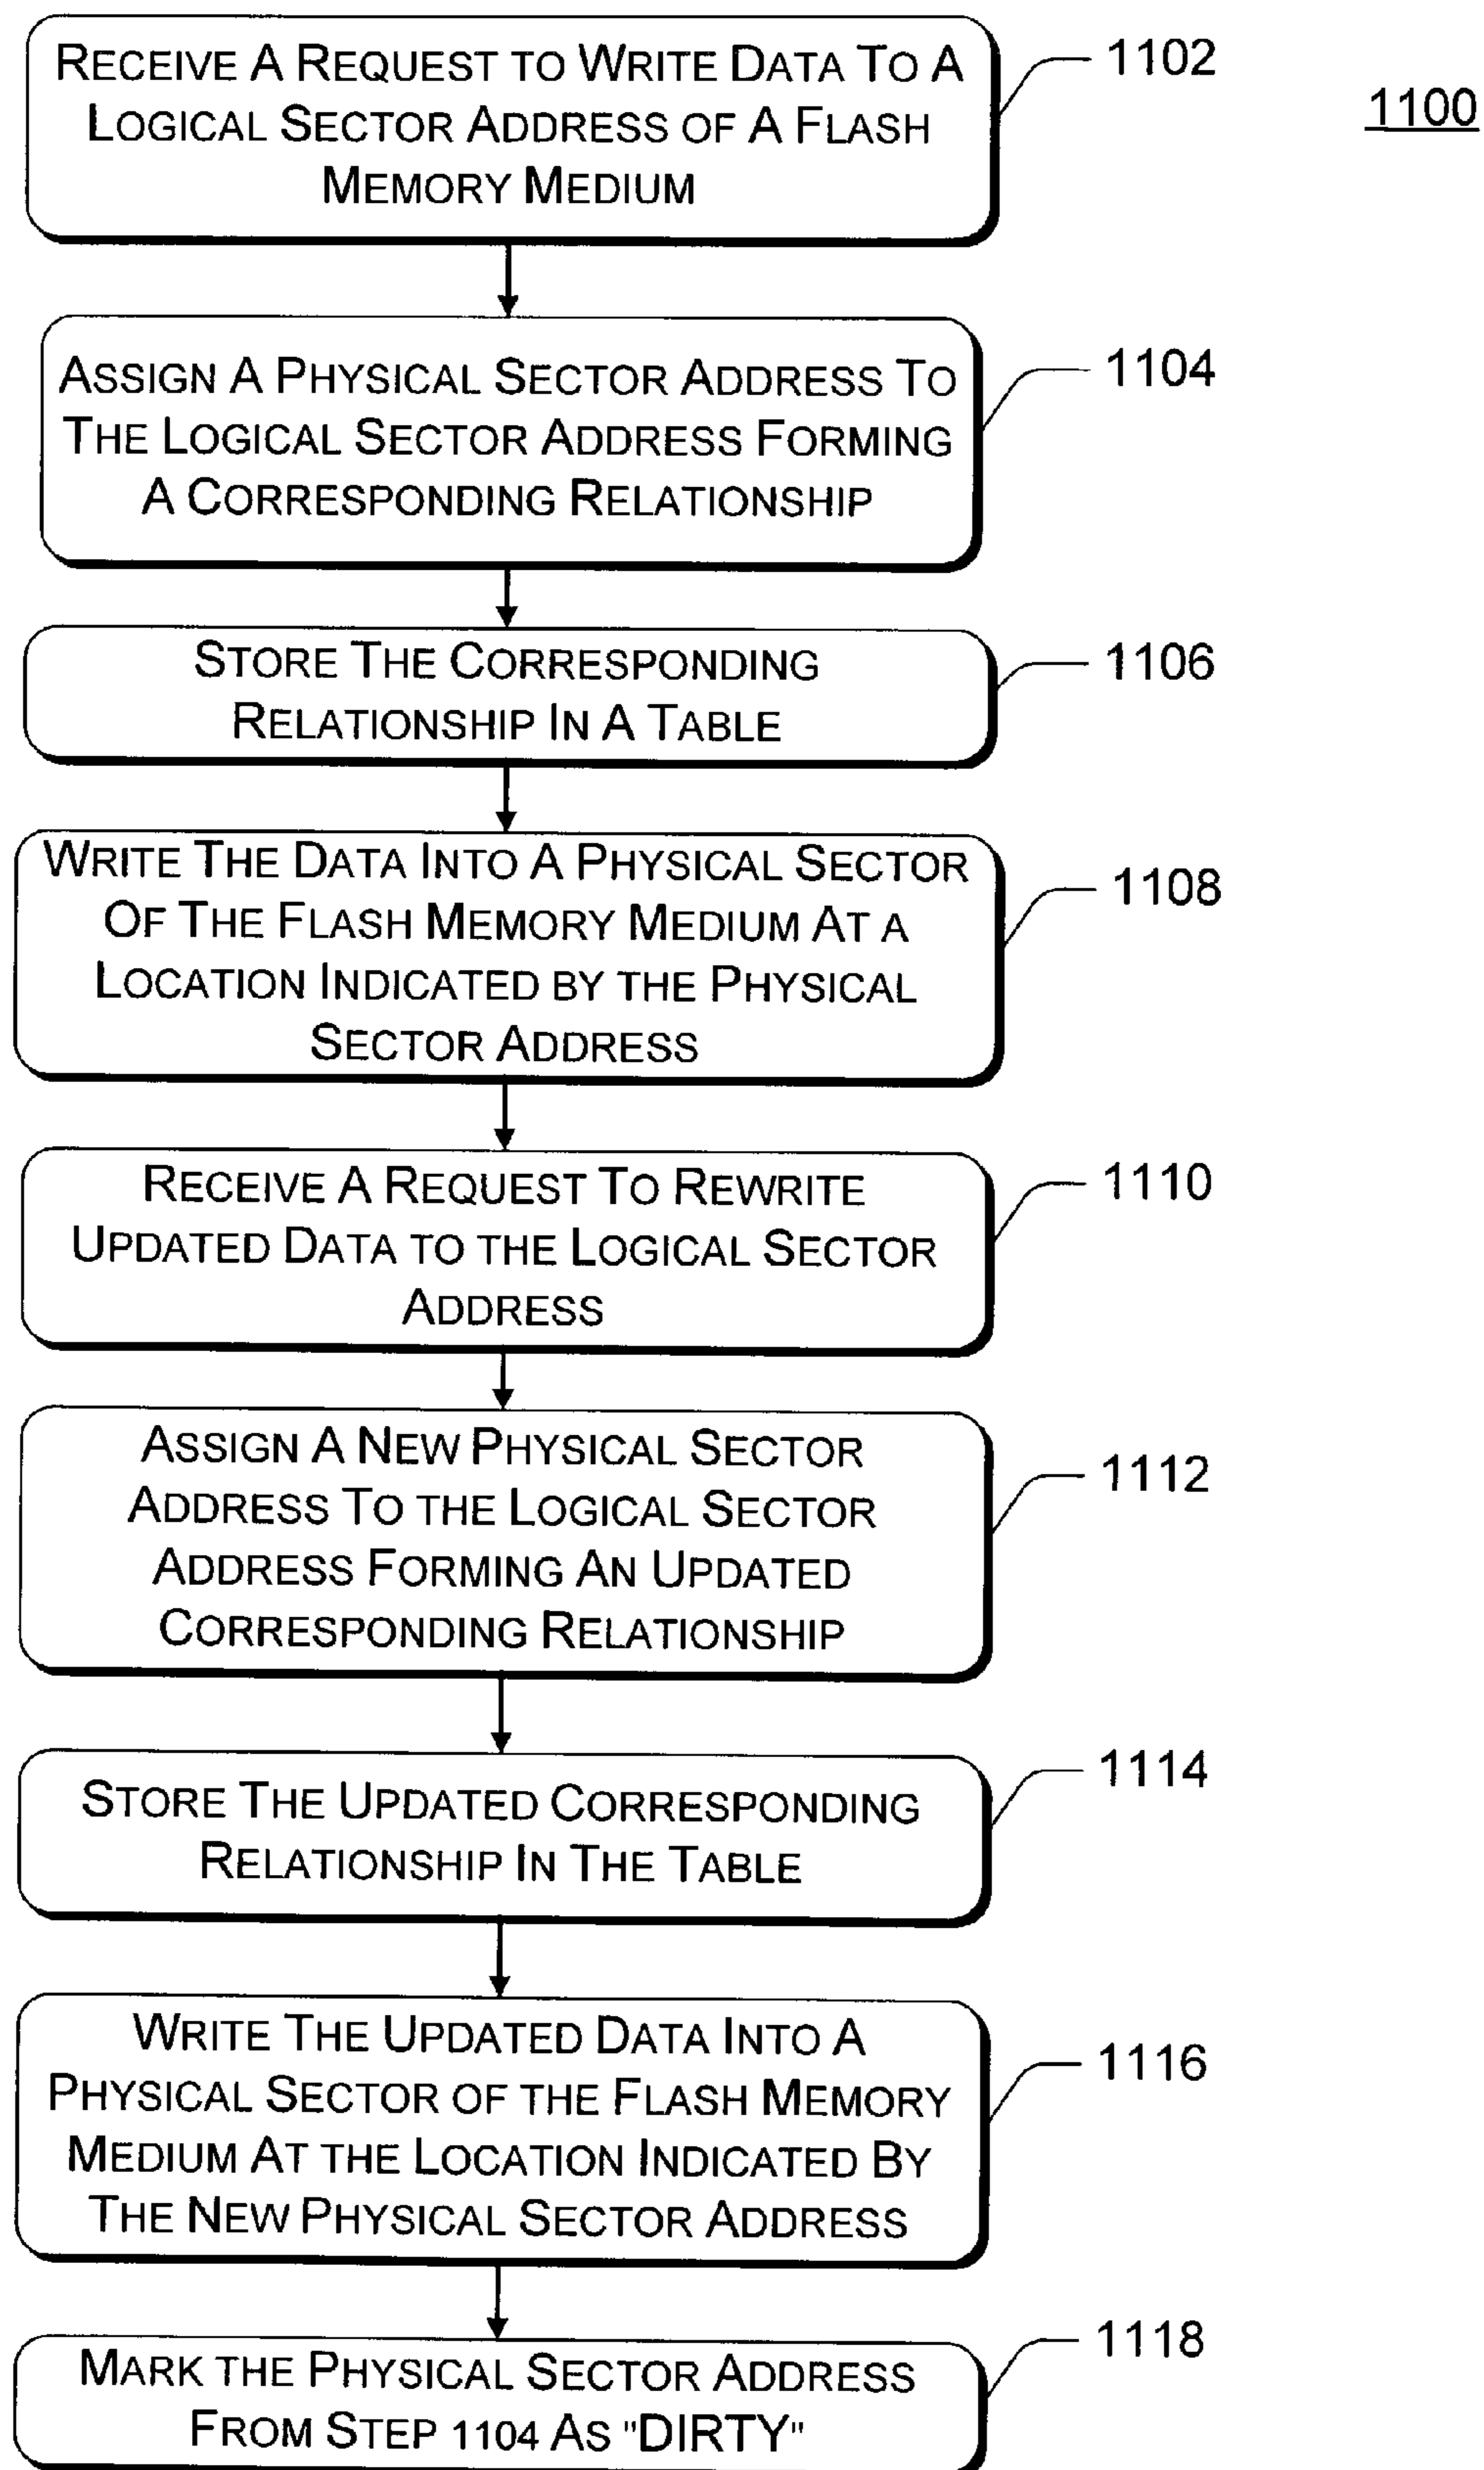 RECEIVE A REQUEST TO WRITE DATA TO A
LOGICAL SECTOR ADDRESS OF A FLASH
MEMORY MEDIUM
1102
1100
ASSIGN A PHYSICAL SECTOR ADDRESS TO
THE LOGICAL SECTOR ADDRESS FORMING
A CORRESPONDING RELATIONSHIP
1104
STORE THE CORRESPONDING
RELATIONSHIP IN A TABLE
1106
WRITE THE DATA INTO A PHYSICAL SECTOR
OF THE FLASH MEMORY MEDIUM AT A
LOCATION INDICATED BY THE PHYSICAL
SECTOR ADDRESS
1108
RECEIVE A REQUEST TO REWRITE
UPDATED DATA TO THE LOGICAL SECTOR
ADDRESS
1110
ASSIGN A NEW PHYSICAL SECTOR
ADDRESS TO THE LOGICAL SECTOR
ADDRESS FORMING AN UPDATED
CORRESPONDING RELATIONSHIP
1112
STORE THE UPDATED CORRESPONDING
RELATIONSHIP IN THE TABLE
1114
WRITE THE UPDATED DATA INTO A
PHYSICAL SECTOR OF THE FLASH MEMORY
MEDIUM AT THE LOCATION INDICATED BY
THE NEW PHYSICAL SECTOR ADDRESS
1116
MARK THE PHYSICAL SECTOR ADDRESS
FROM STEP 1104 AS "DIRTY"
1118